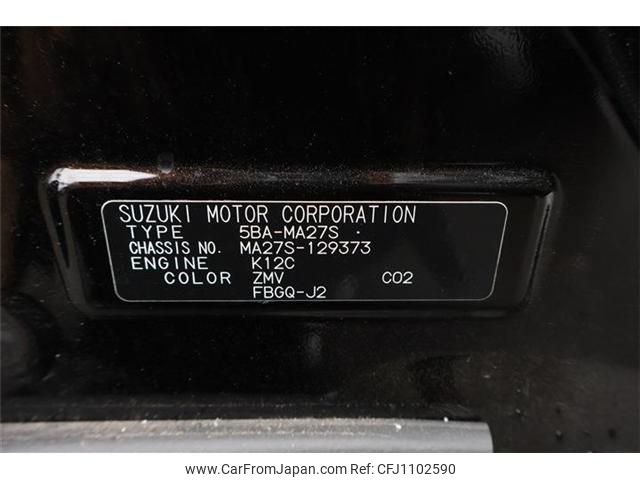 SUZUKI MOTOR CORPORATION
TYPE 5BA-MA27S
CHASSIS NO. MA27S-129373
ENGINE K12C
COLOR ZMV C02
FBGQ-J2
www.CarFromJapan.com CFJ1102590